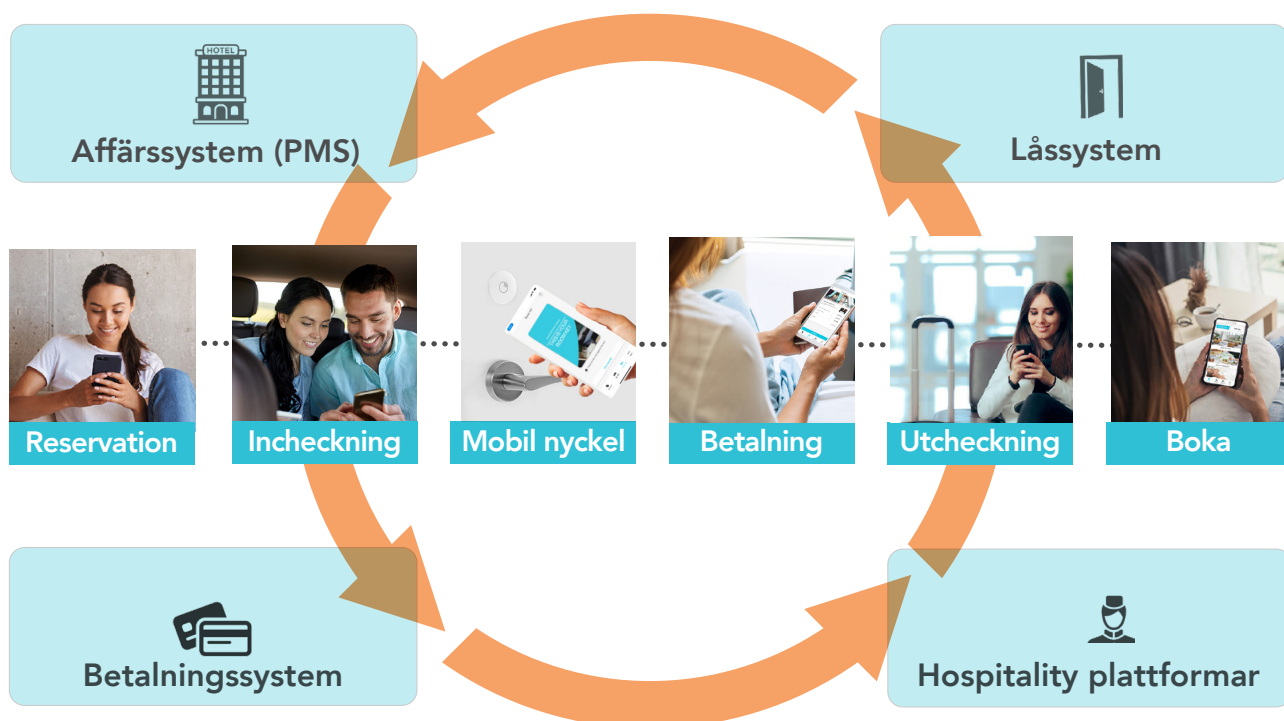 HOTEL
Affärssystem (PMS)
Låssystem
Reservation
Incheckning
Mobil nyckel
Betalning
Utcheckning
Boka
Betalningssystem
Hospitality plattformar